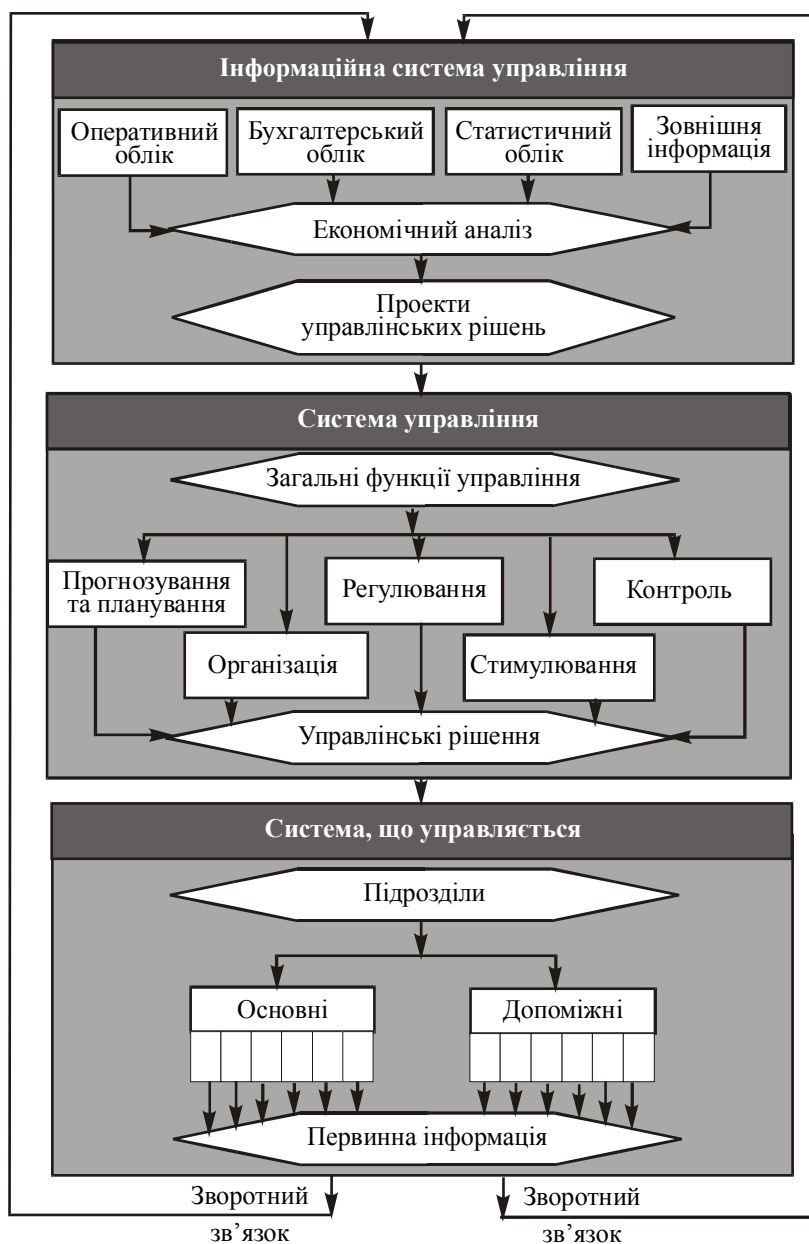 Інформаційна система управління
Оперативний
облік
Бухгалтерський
облік
Статистичний
облік
Зовнішня
інформація
Економічний аналіз
Проекти
управлінських рішень
Система управління
Загальні функції управління
Прогнозування
та планування
Регулювання
Контроль
Організація
Стимулювання
Управлінські рішення
Система, що управляється
Підрозділи
Основні
Допоміжні
Первинна інформація
Зворотний
зв’язок
Зворотний
зв’язок